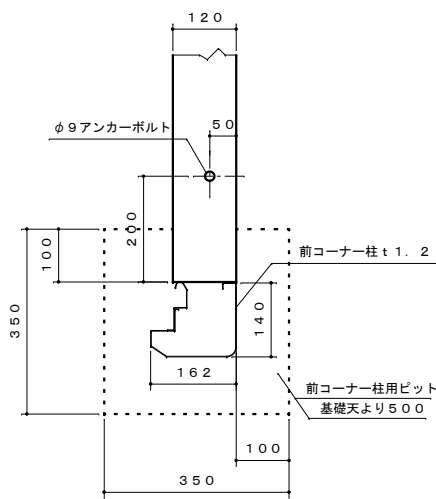 １２０
５０
φ９アンカーボルト
２００
１００
前コーナー柱ｔ１．２
３５０
１４０
１６２
前コーナー柱用ピット
基礎天より５００
１００
３５０